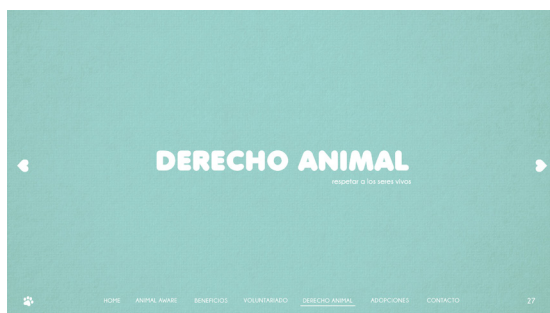 DERECHO ANIMAL
respetar a los seres vivos
HOME ANIMAL AWARE BENEFICIOS VOLUNTARIADO DERECHO ANIMAL ADOPCIONES CONTACTO 27